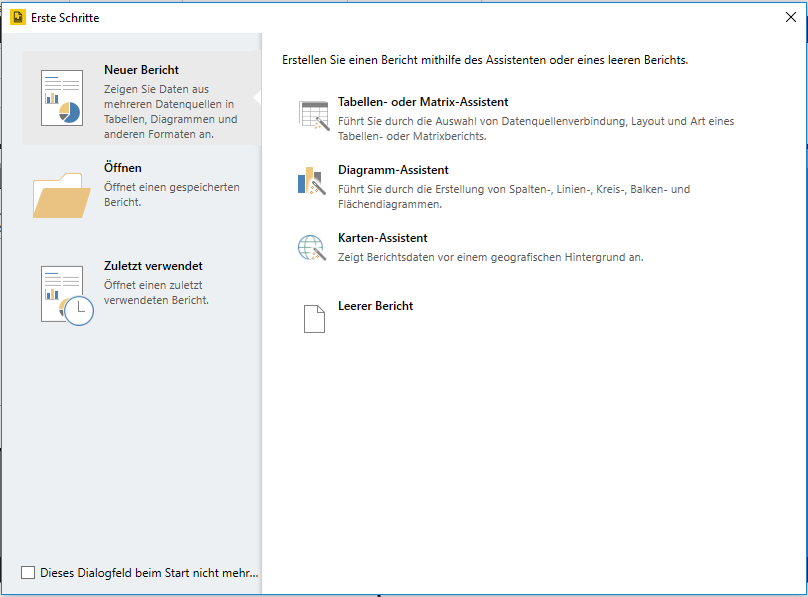 Erste Schritte
Neuer Bericht
Zeigen Sie Daten aus
mehreren Datenquellen in
Tabellen, Diagrammen und
anderen Formaten an.
Öffnen
Öffnet einen gespeicherten
Bericht.
Zuletzt verwendet
Öffnet einen zuletzt
verwendeten Bericht.
Dieses Dialogfeld beim Start nicht mehr...
Erstellen Sie einen Bericht mithilfe des Assistenten oder eines leeren Berichts.
Tabellen- oder Matrix-Assistent
Führt Sie durch die Auswahl von Datenquellenverbindung, Layout und Art eines
Tabellen- oder Matrixberichts.
Diagramm-Assistent
Führt Sie durch die Erstellung von Spalten-, Linien-, Kreis-, Balken- und
Flächendiagrammen.
Karten-Assistent
Zeigt Berichtsdaten vor einem geografischen Hintergrund an.
Leerer Bericht